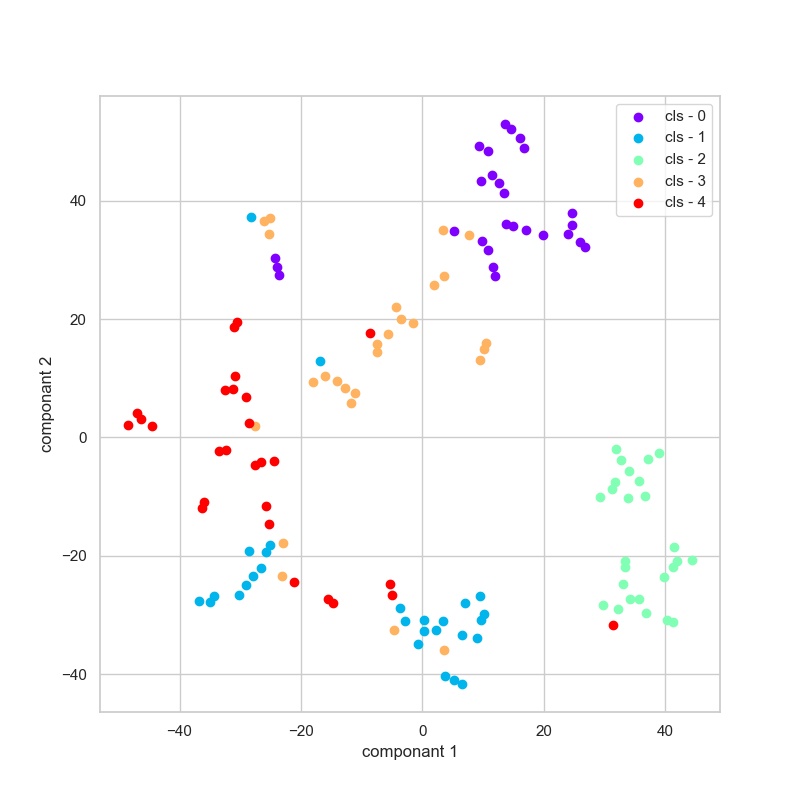 cls - 0
cls - 1
cls - 2
cls - 3
cls - 4
40
20
0
−20
−40
componant 2
−40
−20
0
20
40
componant 1